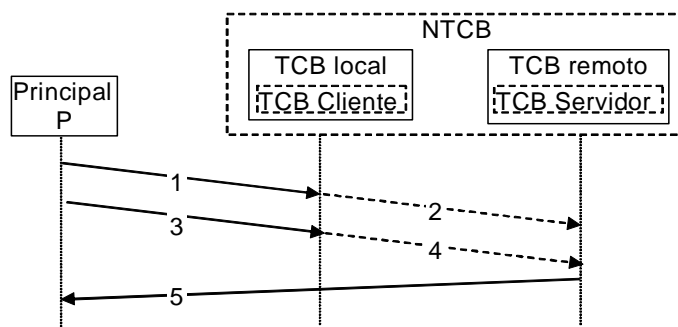 NTCB
TCB local
TCB remoto
Principal
P
TCB Cliente
TCB Servidor
1
2
3
4
5